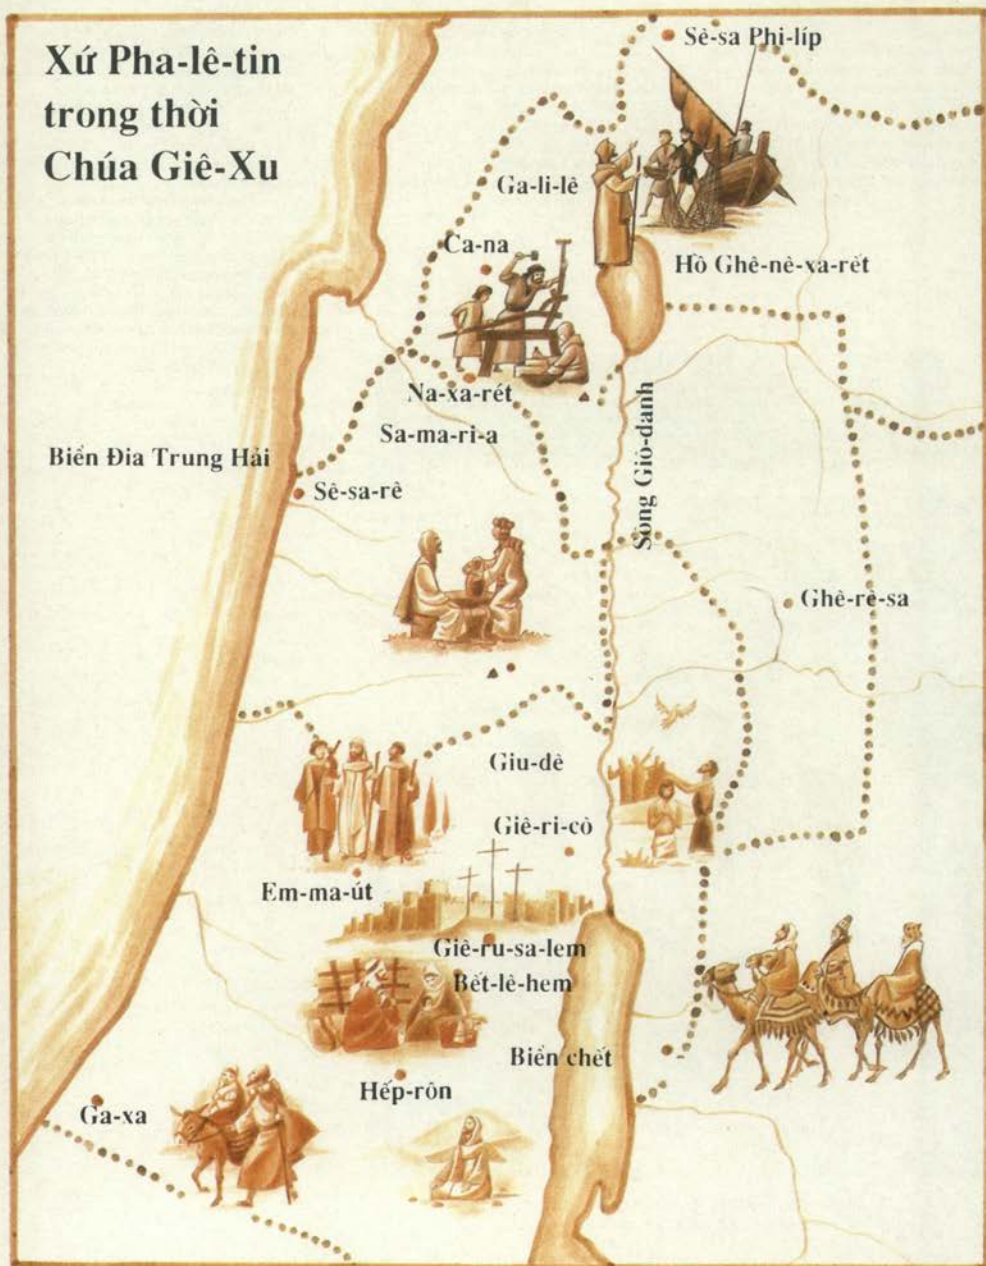 Xứ Pha-lê-tin
trong thời
Chúa Giê-Xu
Sê-sa Phi-líp
Ga-li-lê
Ca-na
Hồ Ghê-nê-xa-rết
Na-xa-rét
Sa-ma-ri-a
Sông Giô-danh
Biển Đia Trung Hải
Sê-sa-rê
Ghê-rê-sa
Giu-đê
Giê-ri-cô
Em-ma-út
Giê-ru-sa-lem
Bết-lê-hem
Biển chết
Hếp-rôn
Ga-xa